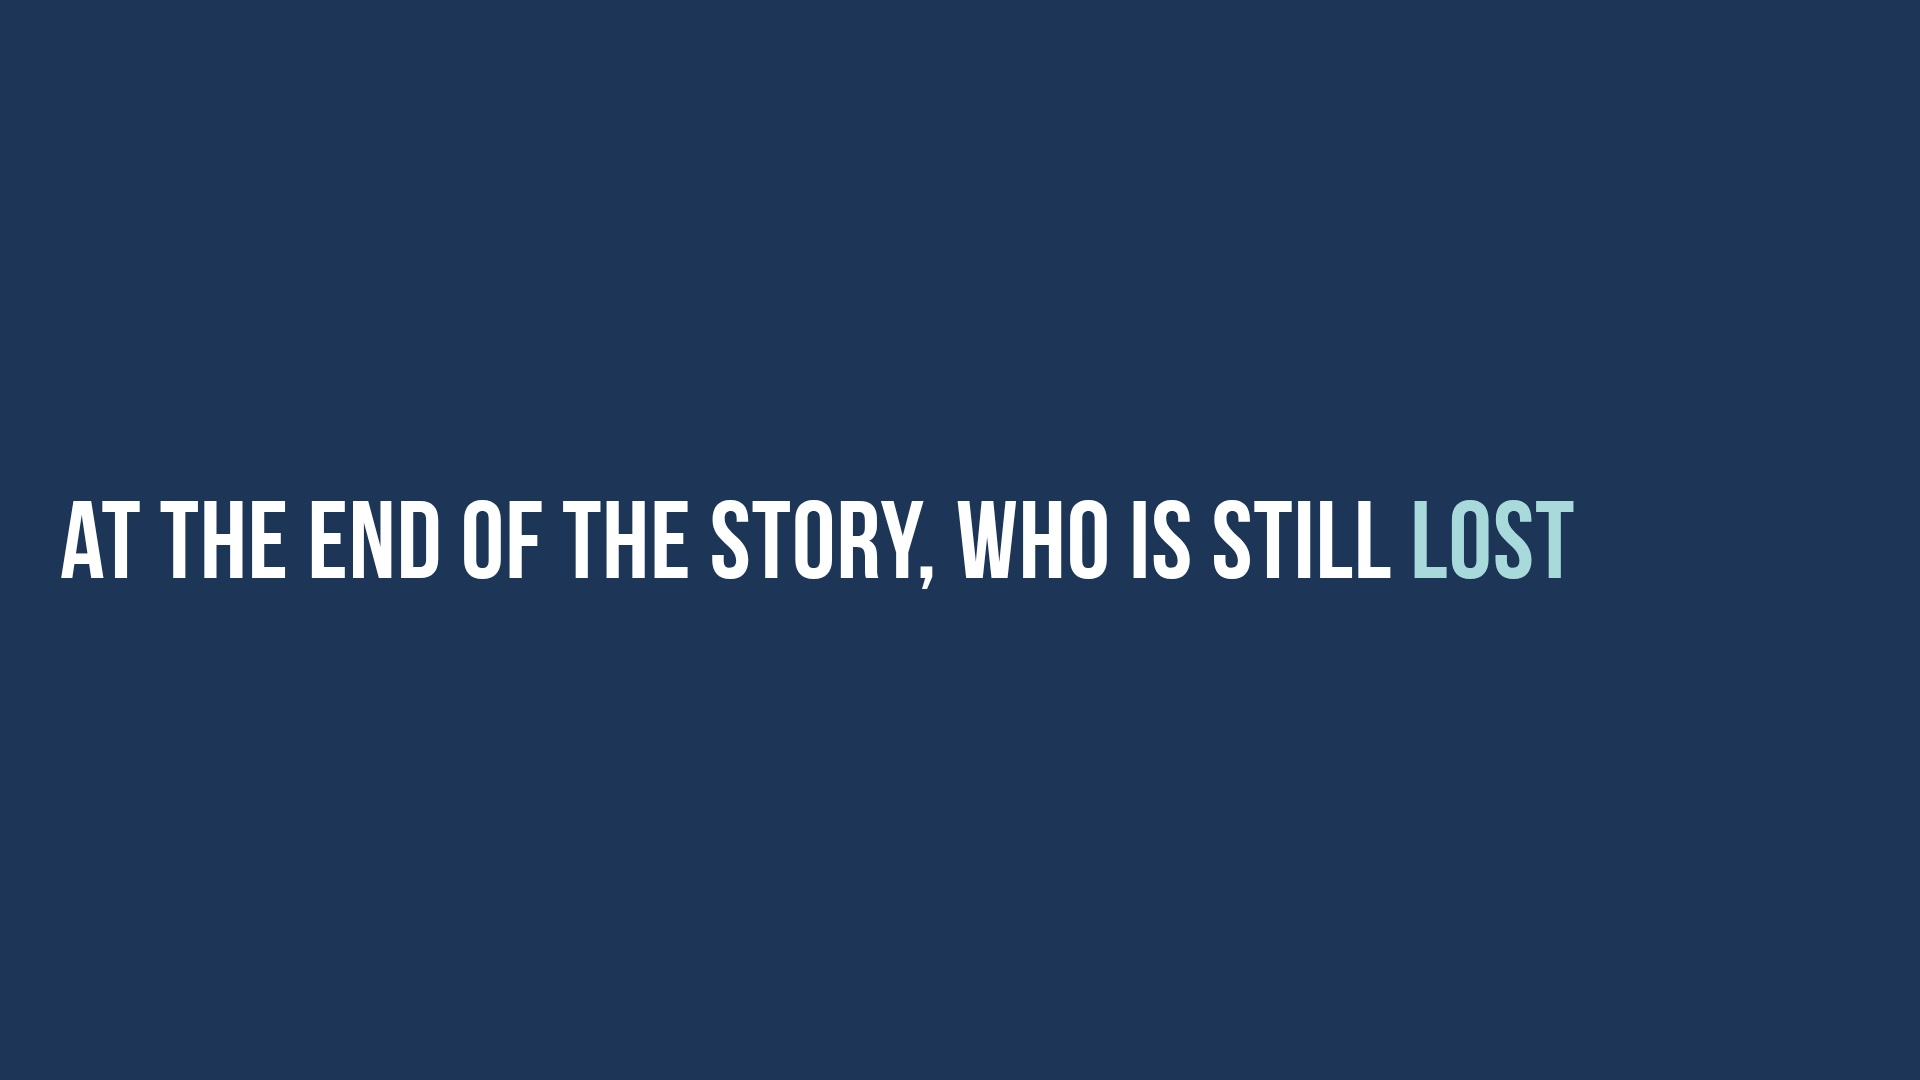 AT THE END OF THE STORY, WHO IS STILL LOST